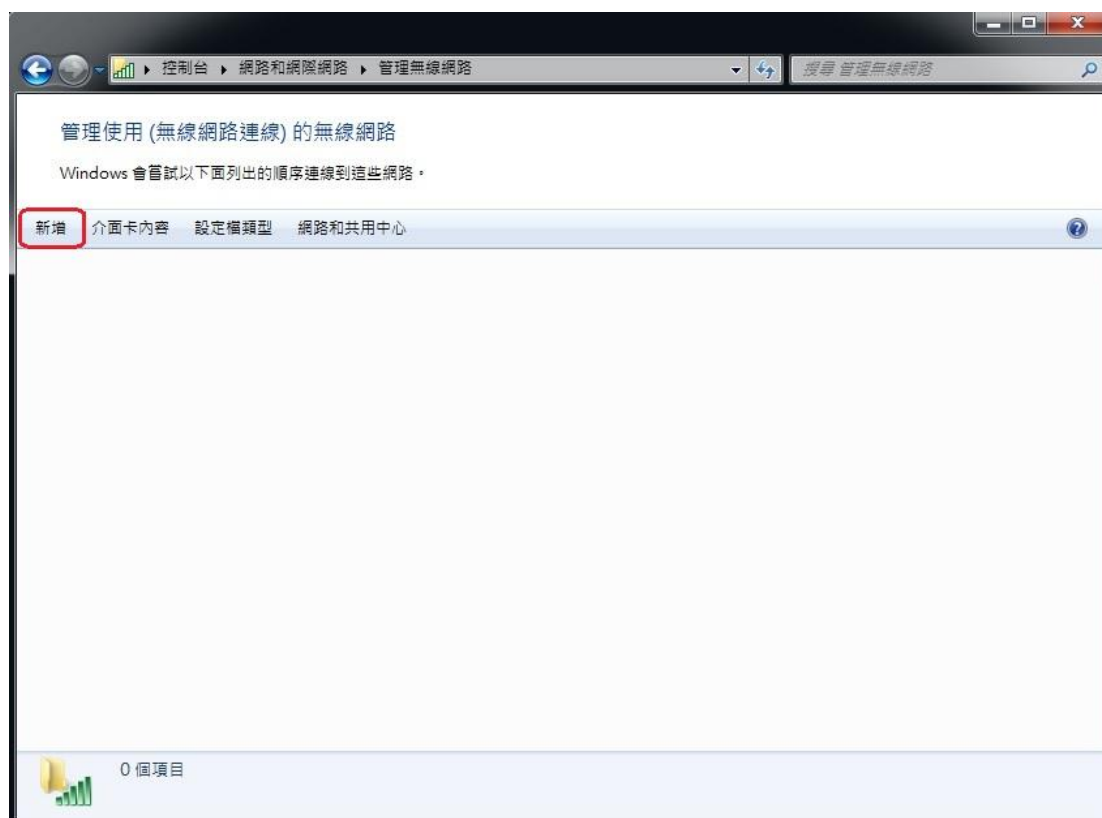 控制台 ▸ 網路和網際網路 ▸ 管理無線網路
搜尋 管理無線網路
管理使用 (無線網路連線) 的無線網路
Windows 會嘗試以下面列出的順序連線到這些網路。
新增 介面卡內容 設定檔類型 網路和共用中心
0 個項目